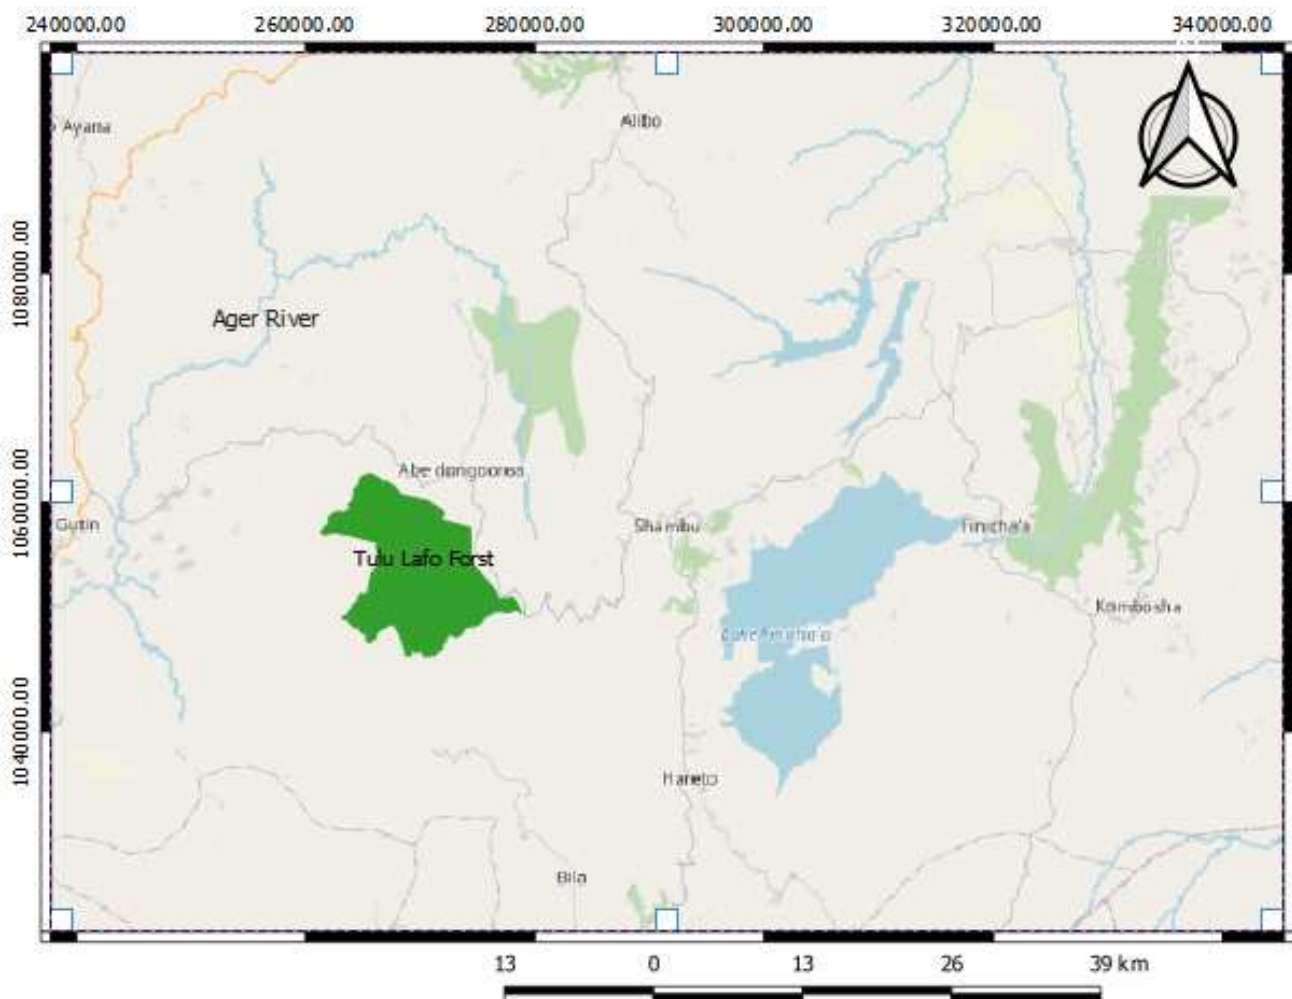 240000.00 260000.00 280000.00 300000.00 320000.00 340000.00
Ayana
Alibo
1080000.00
Ager River
Abe dongooroo
1060000.00
Gutin
Shambu
Finicha'a
Tulu Lafo Forst
Kombosha
1040000.00
Hareto
Bila
13 0 13 26 39 km